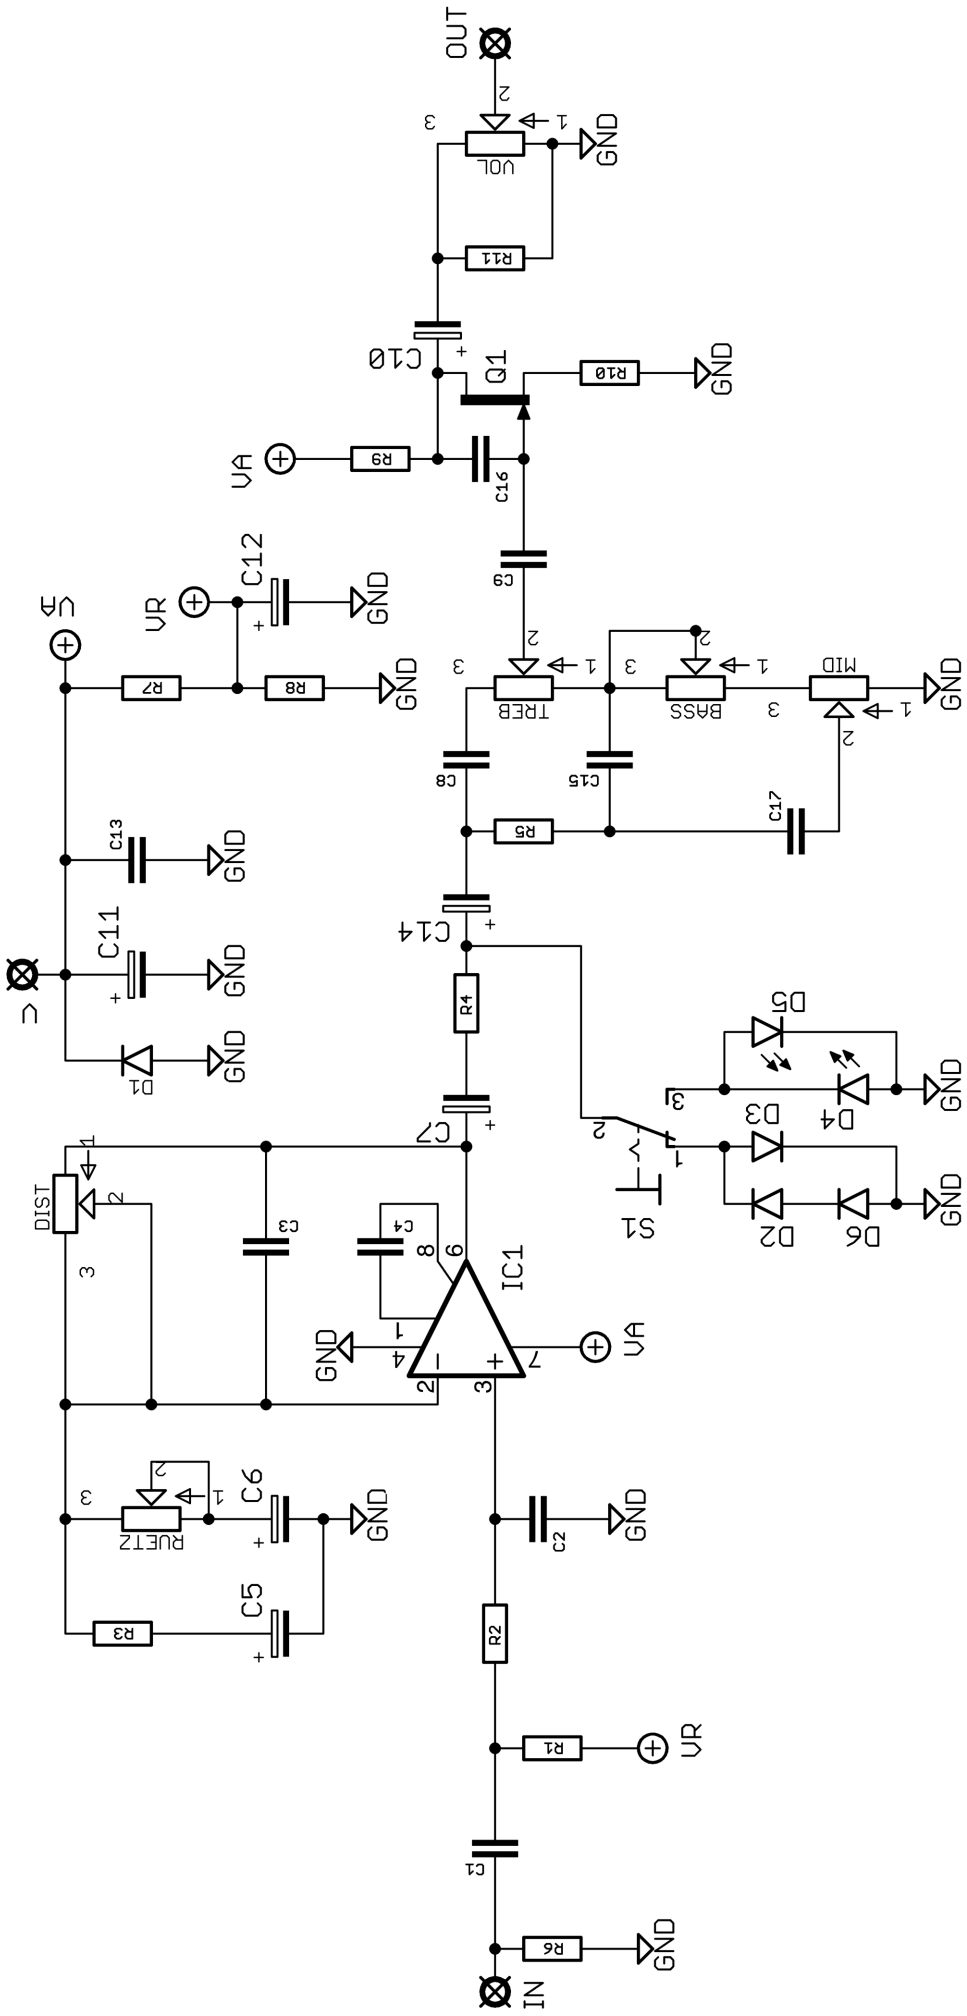 OUT
2
3
1
VOL
GND
R11
C10
+
Q1
R10
GND
VA
R9
C16
C9
VA
VR
C12
+
GND
R7
R8
GND
2
3
1
TREB
3
2
1
BASS
MID
3
1
2
GND
C8
C15
R5
C17
C13
GND
V
C11
+
GND
D1
GND
C14
+
R4
C7
+
D5
D4
3
GND
2
1
S1
D3
D2
D6
GND
DIST
1
2
3
C3
C4
8
6
1
4
GND
IC1
2
3
7
VA
3
2
1
RUETZ
C6
+
GND
C5
+
R3
C2
GND
R2
R1
VR
C1
R6
GND
IN